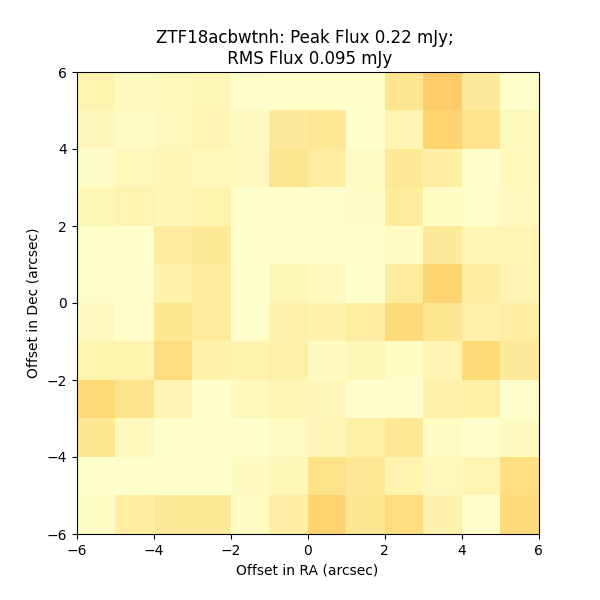 ZTF18acbwtnh: Peak Flux 0.22 mJy;
RMS Flux 0.095 mJy
6
4
2
0
−2
−4
−6
Offset in Dec (arcsec)
−6 −4 −2 0 2 4 6
Offset in RA (arcsec)